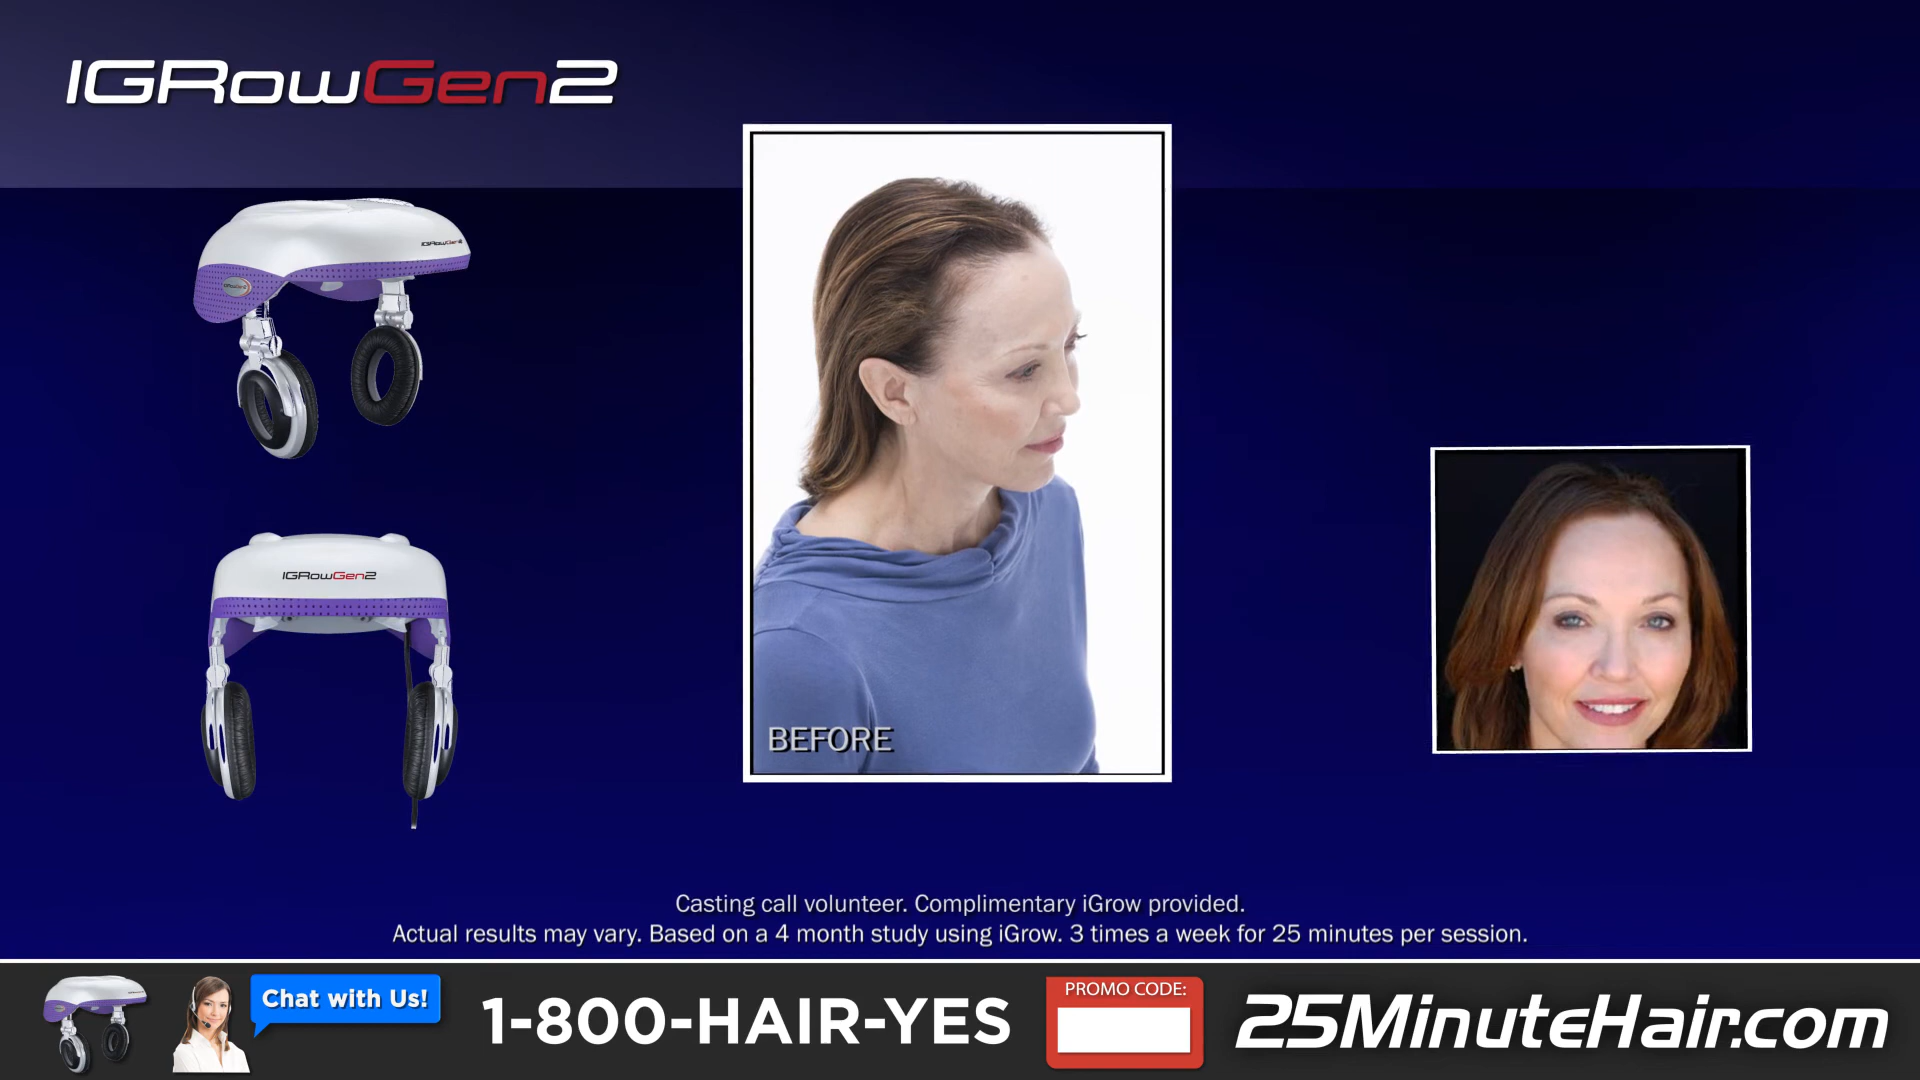 IGRowGen2
IGRowGen2
IGRowGen2
BEFORE
Casting call volunteer. Complimentary iGrow provided.
Actual results may vary. Based on a 4 month study using iGrow. 3 times a week for 25 minutes per session.
Chat with Us!
1-800-HAIR-YES
PROMO CODE:
25MinuteHair.com